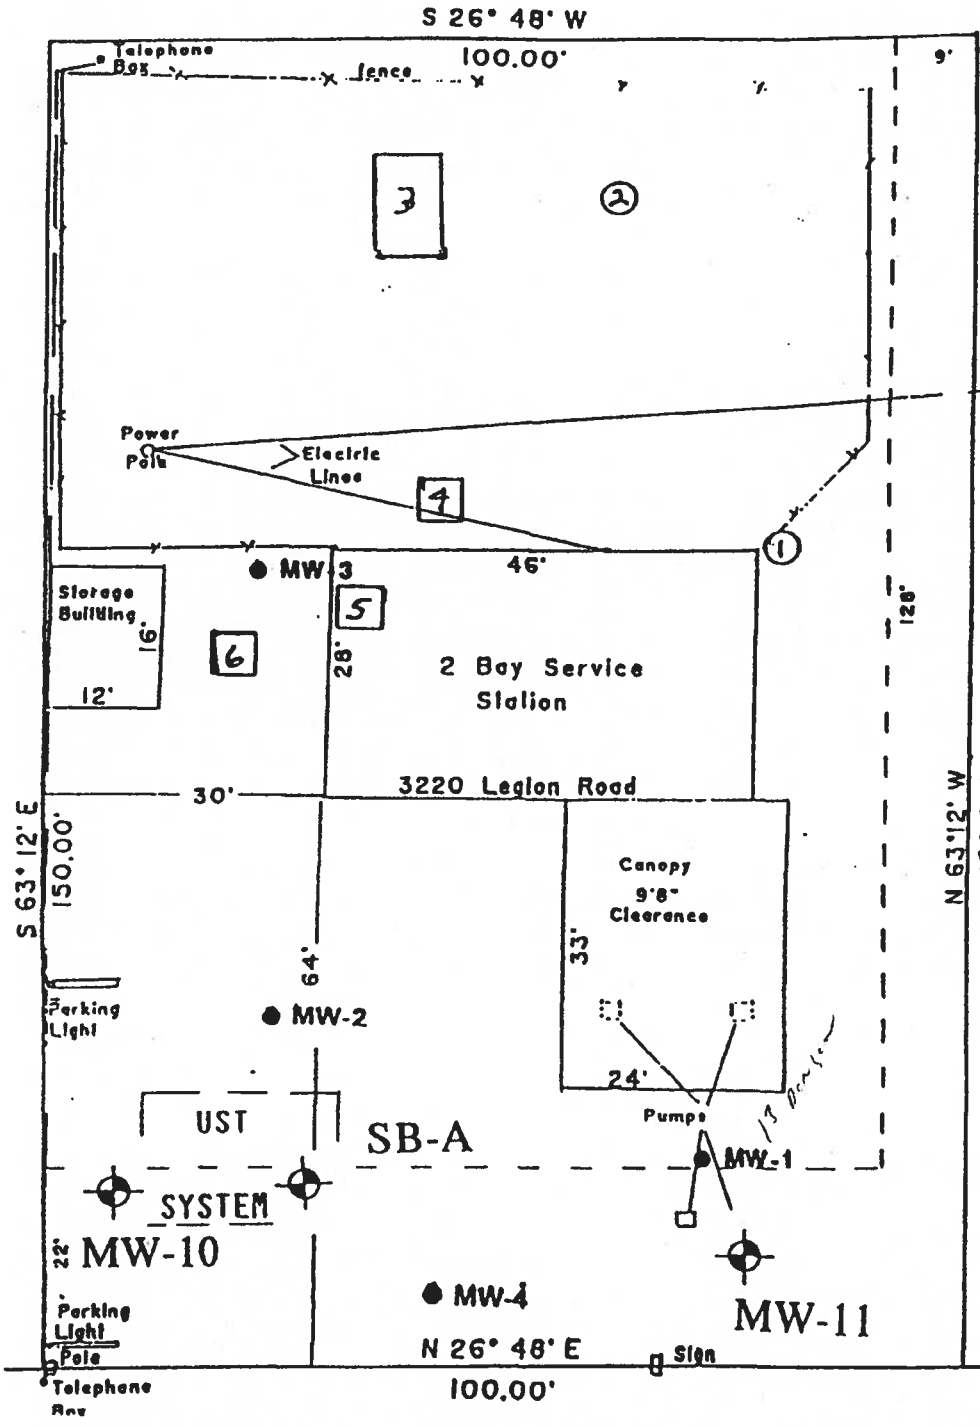 S 26° 48' W
100.00'
9'
Telephone
Box
fence
3
2
Power
Pole
Electric
Lines
4
1
46'
MW-3
Storage
Building
16'
12'
5
6
28'
2 Bay Service
Station
128'
30'
3220 Legion Road
S 63° 12' E
150.00'
N 63°12' W
Canopy
9'8"
Clearance
33'
64'
Parking
Light
MW-2
24'
Pumps
UST
SB-A
MW-1
SYSTEM
22'
MW-10
MW-4
MW-11
Parking
Light
Pole
N 26° 48' E
Sign
100.00'
Telephone
Box